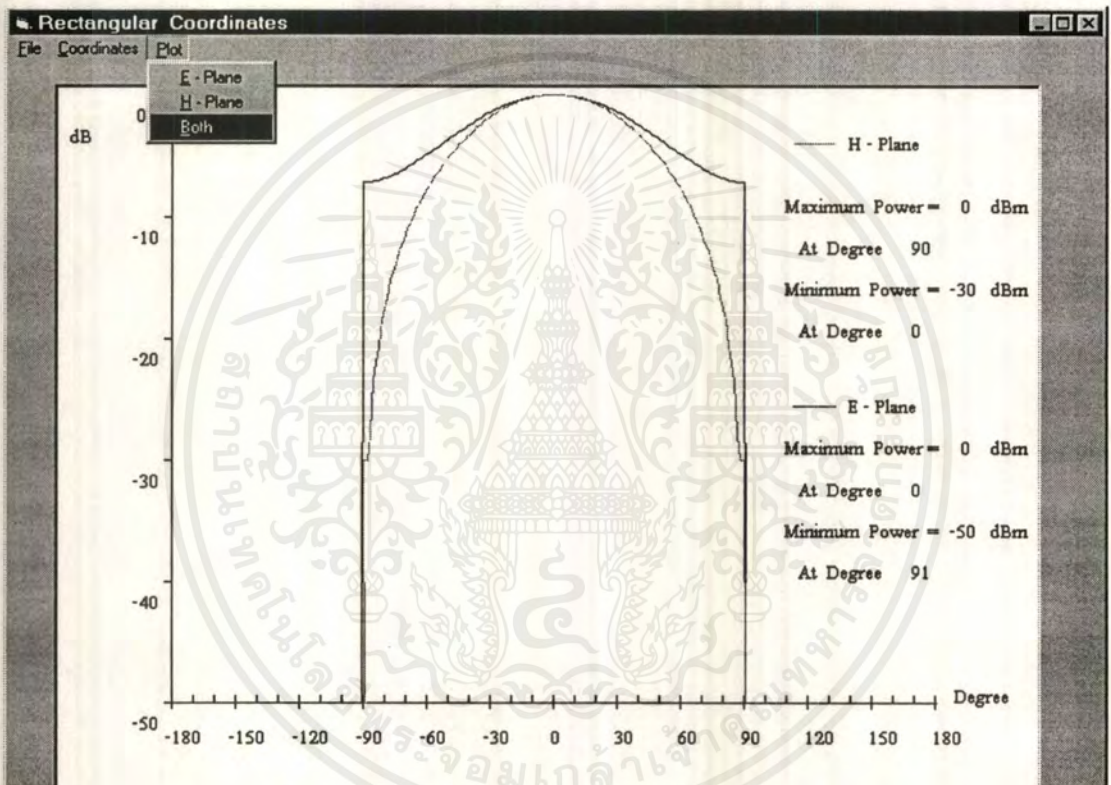 Rectangular Coordinates
File Coordinates Plot
E - Plane
H - Plane
Both
0
dB
-10
-20
-30
-40
-50
H - Plane
Maximum Power = 0 dBm
At Degree 90
Minimum Power = -30 dBm
At Degree 0
E - Plane
Maximum Power = 0 dBm
At Degree 0
Minimum Power = -50 dBm
At Degree 91
Degree
-180 -150 -120 -90 -60 -30 0 30 60 90 120 150 180